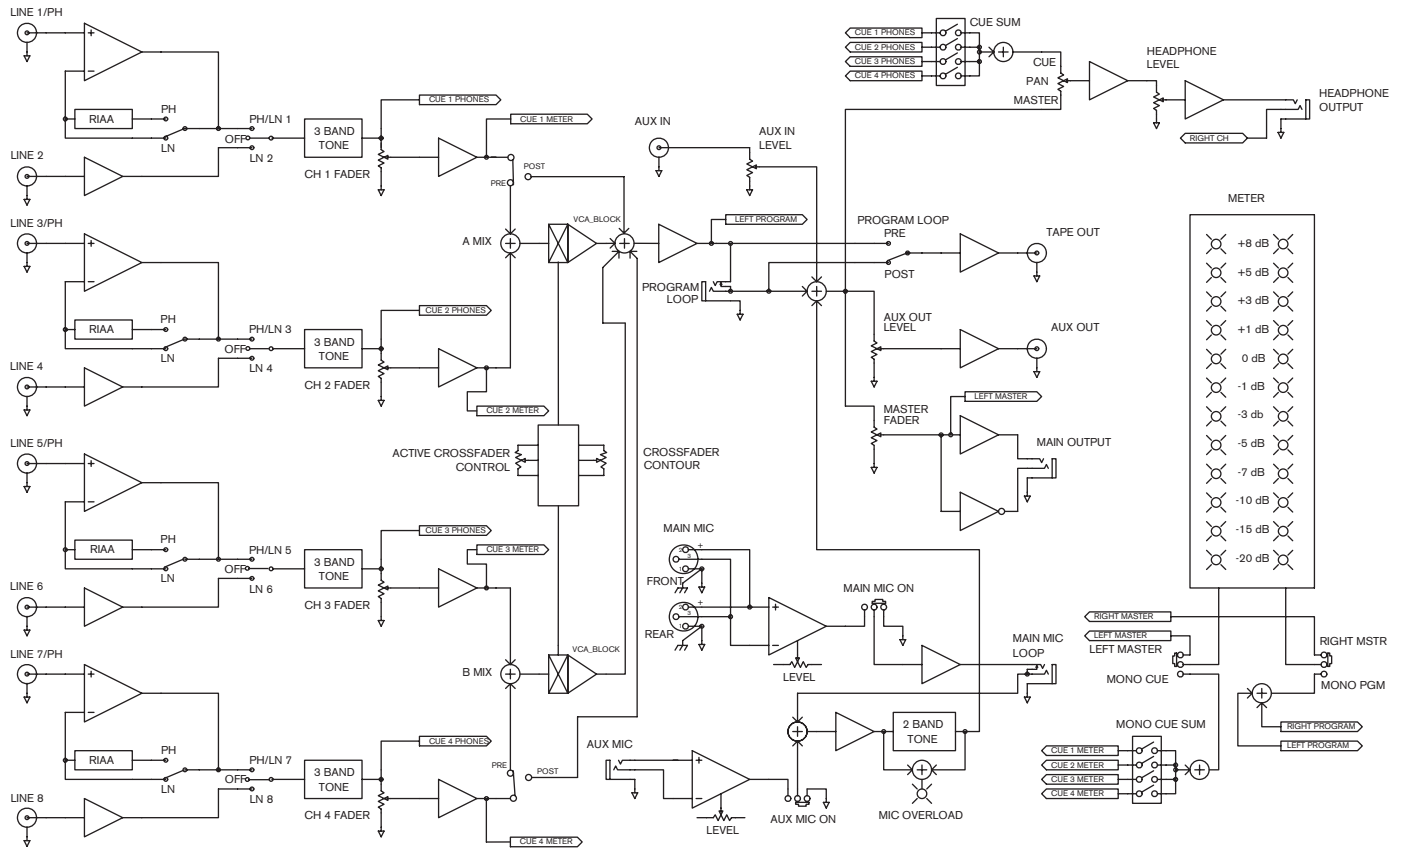 LINE 1/PH
+
−
RIAA
PH
LN
PH/LN 1
OFF
LN 2
LINE 2
3 BAND
TONE
CH 1 FADER
CUE 1 PHONES
CUE 1 METER
POST
PRE
LINE 3/PH
+
−
RIAA
PH
LN
PH/LN 3
OFF
LN 4
LINE 4
3 BAND
TONE
CH 2 FADER
CUE 2 PHONES
CUE 2 METER
A MIX
VCA_BLOCK
ACTIVE CROSSFADER
CONTROL
CROSSFADER
CONTOUR
LINE 5/PH
+
−
RIAA
PH
LN
PH/LN 5
OFF
LN 6
LINE 6
3 BAND
TONE
CH 3 FADER
CUE 3 PHONES
CUE 3 METER
B MIX
VCA_BLOCK
LINE 7/PH
+
−
RIAA
PH
LN
PH/LN 7
OFF
LN 8
LINE 8
3 BAND
TONE
CH 4 FADER
CUE 4 PHONES
CUE 4 METER
PRE
POST
AUX IN
AUX IN
LEVEL
LEFT PROGRAM
PROGRAM
LOOP
PROGRAM LOOP
PRE
POST
TAPE OUT
AUX OUT
LEVEL
AUX OUT
MASTER
FADER
LEFT MASTER
MAIN OUTPUT
CUE SUM
CUE 1 PHONES
CUE 2 PHONES
CUE 3 PHONES
CUE 4 PHONES
CUE
PAN
MASTER
HEADPHONE
LEVEL
HEADPHONE
OUTPUT
RIGHT CH
MAIN MIC
2
+
3
1
FRONT
2
+
3
1
REAR
+
−
LEVEL
MAIN MIC ON
MAIN MIC
LOOP
AUX MIC
+
−
LEVEL
AUX MIC ON
2 BAND
TONE
MIC OVERLOAD
METER
+8 dB
+5 dB
+3 dB
+1 dB
0 dB
-1 dB
-3 db
-5 dB
-7 dB
-10 dB
-15 dB
-20 dB
RIGHT MASTER
LEFT MASTER
LEFT MASTER
MONO CUE
RIGHT MSTR
MONO PGM
RIGHT PROGRAM
LEFT PROGRAM
MONO CUE SUM
CUE 1 METER
CUE 2 METER
CUE 3 METER
CUE 4 METER